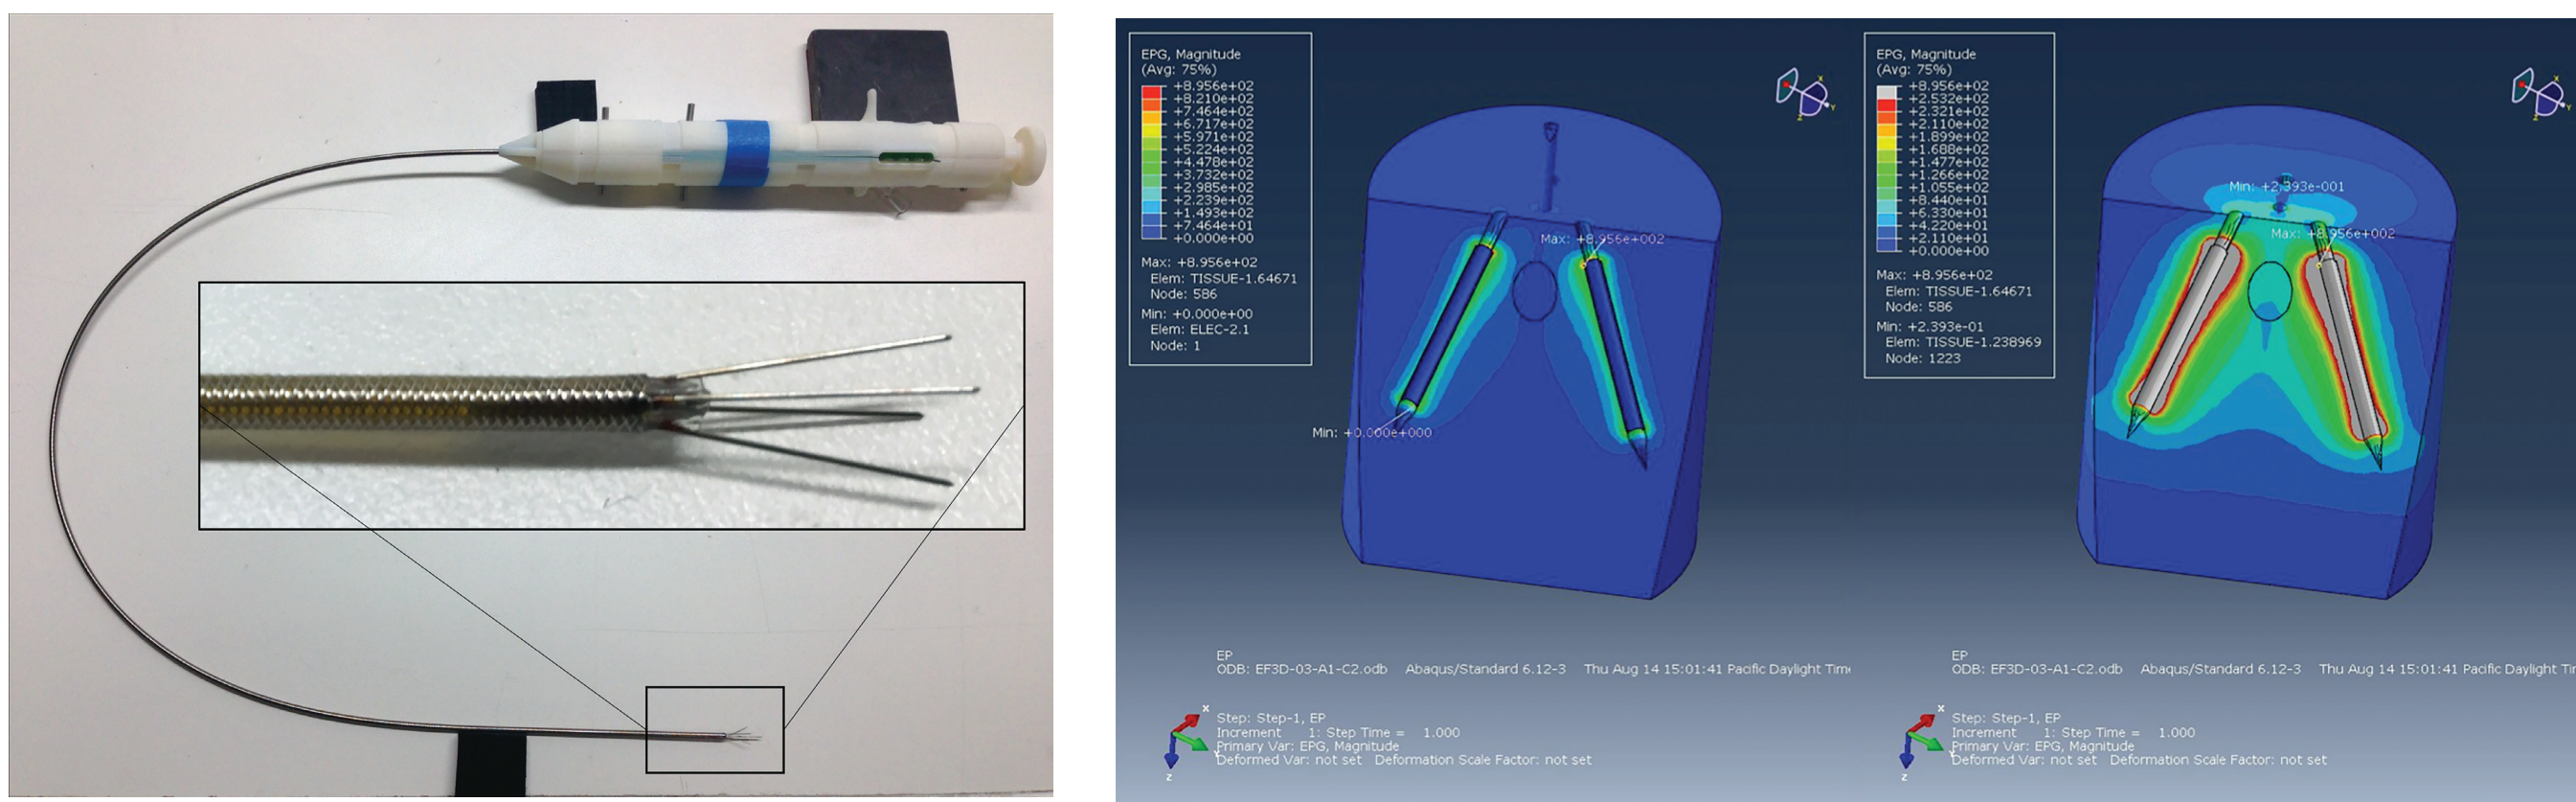 EPG, Magnitude
(Avg: 75%)
+8.956e+02
+8.210e+02
+7.464e+02
+6.717e+02
+5.971e+02
+5.224e+02
+4.478e+02
+3.732e+02
+2.985e+02
+2.239e+02
+1.493e+02
+7.464e+01
+0.000e+00
Max: +8.956e+02
Elem: TISSUE-1.64671
Node: 586
Min: +0.000e+00
Elem: ELEC-2.1
Node: 1
Max: +8.956e+002
Min: +0.000e+000
X
Y
Z
EP
ODB: EF3D-03-A1-C2.odb Abaqus/Standard 6.12-3 Thu Aug 14 15:01:41 Pacific Daylight Time
X
Y
Z
Step: Step-1, EP
Increment 1: Step Time = 1.000
Primary Var: EPG, Magnitude
Deformed Var: not set Deformation Scale Factor: not set
EPG, Magnitude
(Avg: 75%)
+8.956e+02
+2.532e+02
+2.321e+02
+2.110e+02
+1.899e+02
+1.688e+02
+1.477e+02
+1.266e+02
+1.055e+02
+8.440e+01
+6.330e+01
+4.220e+01
+2.110e+01
+0.000e+00
Max: +8.956e+02
Elem: TISSUE-1.64671
Node: 586
Min: +2.393e-01
Elem: TISSUE-1.238969
Node: 1223
Min: +2.393e-001
Max: +8.956e+002
X
Y
Z
EP
ODB: EF3D-03-A1-C2.odb Abaqus/Standard 6.12-3 Thu Aug 14 15:01:41 Pacific Daylight Ti
X
Y
Z
Step: Step-1, EP
Increment 1: Step Time = 1.000
Primary Var: EPG, Magnitude
Deformed Var: not set Deformation Scale Factor: not set